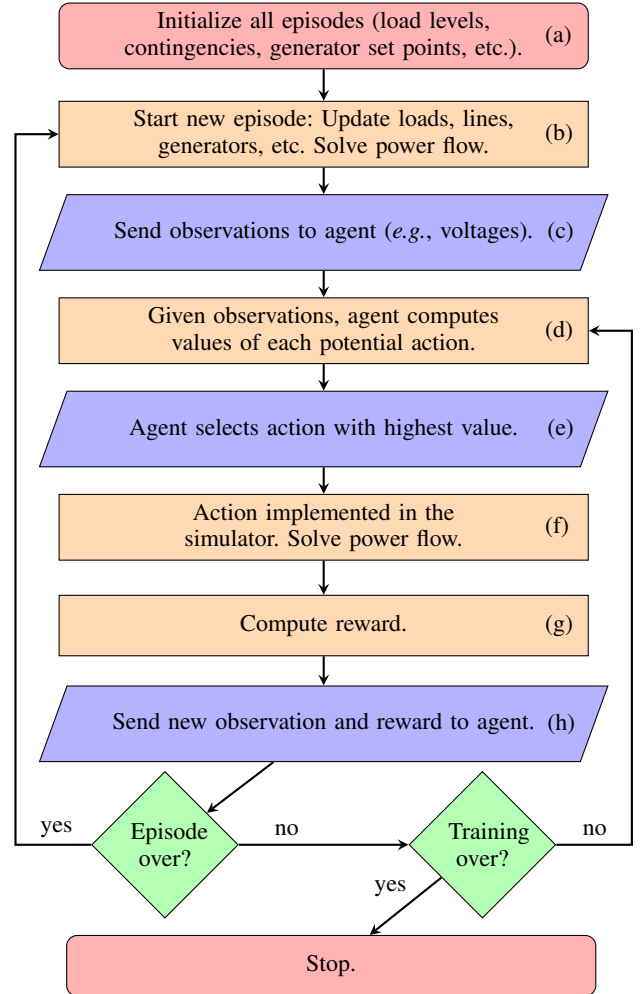 Initialize all episodes (load levels,
contingencies, generator set points, etc.).
(a)
Start new episode: Update loads, lines,
generators, etc. Solve power flow.
(b)
Send observations to agent (e.g., voltages). (c)
Given observations, agent computes
values of each potential action.
(d)
Agent selects action with highest value. (e)
Action implemented in the
simulator. Solve power flow.
(f)
Compute reward. (g)
Send new observation and reward to agent. (h)
yes
Episode
over?
no
Training
over?
no
yes
Stop.